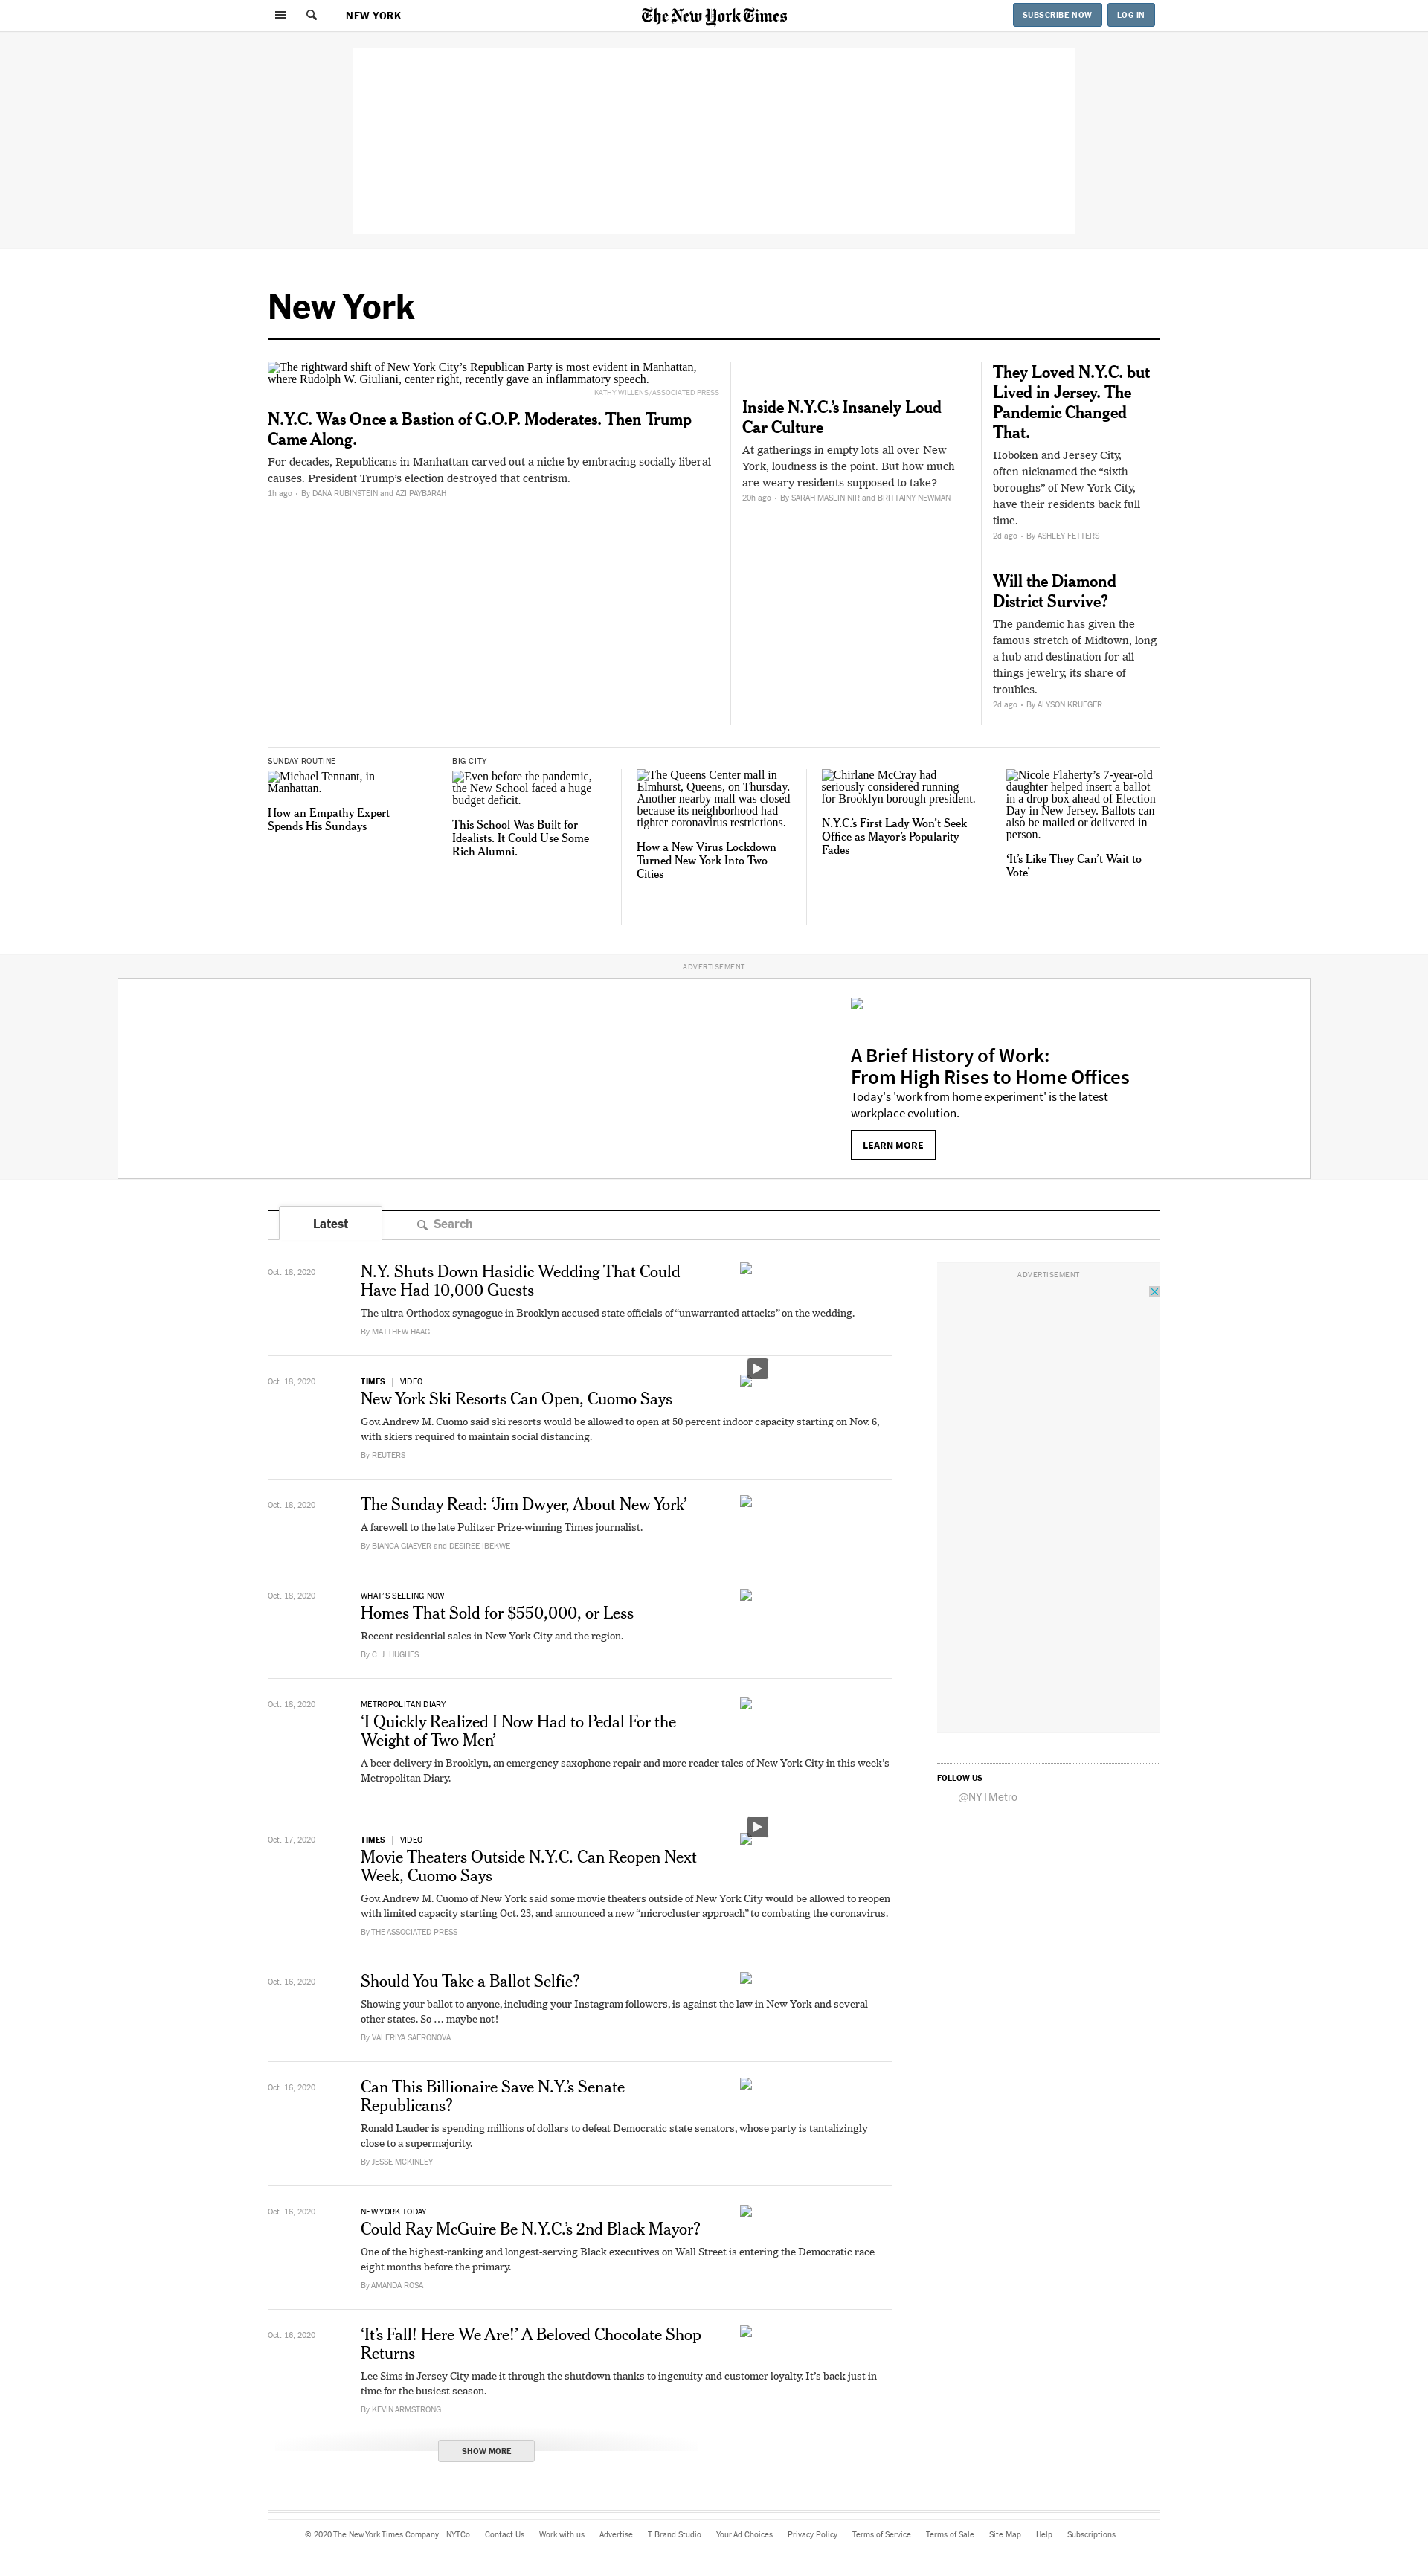 NEW YORK
The New York Times
SUBSCRIBE NOW
LOG IN
New York
The rightward shift of New York City’s Republican Party is most evident in Manhattan,
where Rudolph W. Giuliani, center right, recently gave an inflammatory speech.
KATHY WILLENS/ASSOCIATED PRESS
N.Y.C. Was Once a Bastion of G.O.P. Moderates. Then Trump
Came Along.
For decades, Republicans in Manhattan carved out a niche by embracing socially liberal
causes. President Trump’s election destroyed that centrism.
1h ago • By DANA RUBINSTEIN and AZI PAYBARAH
Inside N.Y.C.’s Insanely Loud
Car Culture
At gatherings in empty lots all over New
York, loudness is the point. But how much
are weary residents supposed to take?
20h ago • By SARAH MASLIN NIR and BRITTAINY NEWMAN
They Loved N.Y.C. but
Lived in Jersey. The
Pandemic Changed
That.
Hoboken and Jersey City,
often nicknamed the “sixth
boroughs” of New York City,
have their residents back full
time.
2d ago • By ASHLEY FETTERS
Will the Diamond
District Survive?
The pandemic has given the
famous stretch of Midtown, long
a hub and destination for all
things jewelry, its share of
troubles.
2d ago • By ALYSON KRUEGER
SUNDAY ROUTINE
Michael Tennant, in
Manhattan.
How an Empathy Expert
Spends His Sundays
BIG CITY
Even before the pandemic,
the New School faced a huge
budget deficit.
This School Was Built for
Idealists. It Could Use Some
Rich Alumni.
The Queens Center mall in
Elmhurst, Queens, on Thursday.
Another nearby mall was closed
because its neighborhood had
tighter coronavirus restrictions.
How a New Virus Lockdown
Turned New York Into Two
Cities
Chirlane McCray had
seriously considered running
for Brooklyn borough president.
N.Y.C.’s First Lady Won’t Seek
Office as Mayor’s Popularity
Fades
Nicole Flaherty’s 7-year-old
daughter helped insert a ballot
in a drop box ahead of Election
Day in New Jersey. Ballots can
also be mailed or delivered in
person.
‘It’s Like They Can’t Wait to
Vote’
ADVERTISEMENT
A Brief History of Work:
From High Rises to Home Offices
Today's 'work from home experiment' is the latest
workplace evolution.
LEARN MORE
Latest
Search
Oct. 18, 2020
N.Y. Shuts Down Hasidic Wedding That Could
Have Had 10,000 Guests
The ultra-Orthodox synagogue in Brooklyn accused state officials of “unwarranted attacks” on the wedding.
By MATTHEW HAAG
Oct. 18, 2020
TIMES | VIDEO
New York Ski Resorts Can Open, Cuomo Says
Gov. Andrew M. Cuomo said ski resorts would be allowed to open at 50 percent indoor capacity starting on Nov. 6,
with skiers required to maintain social distancing.
By REUTERS
Oct. 18, 2020
The Sunday Read: ‘Jim Dwyer, About New York’
A farewell to the late Pulitzer Prize-winning Times journalist.
By BIANCA GIAEVER and DESIREE IBEKWE
Oct. 18, 2020
WHAT’S SELLING NOW
Homes That Sold for $550,000, or Less
Recent residential sales in New York City and the region.
By C. J. HUGHES
Oct. 18, 2020
METROPOLITAN DIARY
‘I Quickly Realized I Now Had to Pedal For the
Weight of Two Men’
A beer delivery in Brooklyn, an emergency saxophone repair and more reader tales of New York City in this week’s
Metropolitan Diary.
Oct. 17, 2020
TIMES | VIDEO
Movie Theaters Outside N.Y.C. Can Reopen Next
Week, Cuomo Says
Gov. Andrew M. Cuomo of New York said some movie theaters outside of New York City would be allowed to reopen
with limited capacity starting Oct. 23, and announced a new “microcluster approach” to combating the coronavirus.
By THE ASSOCIATED PRESS
Oct. 16, 2020
Should You Take a Ballot Selfie?
Showing your ballot to anyone, including your Instagram followers, is against the law in New York and several
other states. So … maybe not!
By VALERIYA SAFRONOVA
Oct. 16, 2020
Can This Billionaire Save N.Y.’s Senate
Republicans?
Ronald Lauder is spending millions of dollars to defeat Democratic state senators, whose party is tantalizingly
close to a supermajority.
By JESSE MCKINLEY
Oct. 16, 2020
NEW YORK TODAY
Could Ray McGuire Be N.Y.C.’s 2nd Black Mayor?
One of the highest-ranking and longest-serving Black executives on Wall Street is entering the Democratic race
eight months before the primary.
By AMANDA ROSA
Oct. 16, 2020
‘It’s Fall! Here We Are!’ A Beloved Chocolate Shop
Returns
Lee Sims in Jersey City made it through the shutdown thanks to ingenuity and customer loyalty. It’s back just in
time for the busiest season.
By KEVIN ARMSTRONG
SHOW MORE
ADVERTISEMENT
FOLLOW US
@NYTMetro
© 2020 The New York Times Company NYTCo Contact Us Work with us Advertise T Brand Studio Your Ad Choices Privacy Policy Terms of Service Terms of Sale Site Map Help Subscriptions